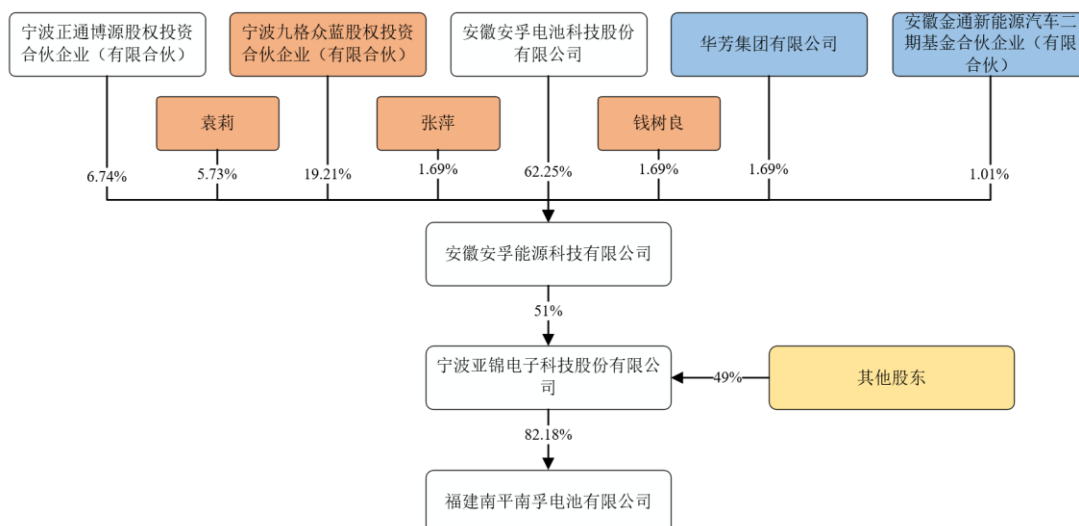 宁波正通博源股权投资
合伙企业（有限合伙）
宁波九格众蓝股权投资
合伙企业（有限合伙）
安徽安孚电池科技股份
有限公司
华芳集团有限公司
安徽金通新能源汽车二
期基金合伙企业（有限
合伙）
袁莉
张萍
钱树良
6.74%
5.73%
19.21%
1.69%
62.25%
1.69%
1.69%
1.01%
安徽安孚能源科技有限公司
51%
宁波亚锦电子科技股份有限公
司
49%
其他股东
82.18%
福建南平南孚电池有限公司